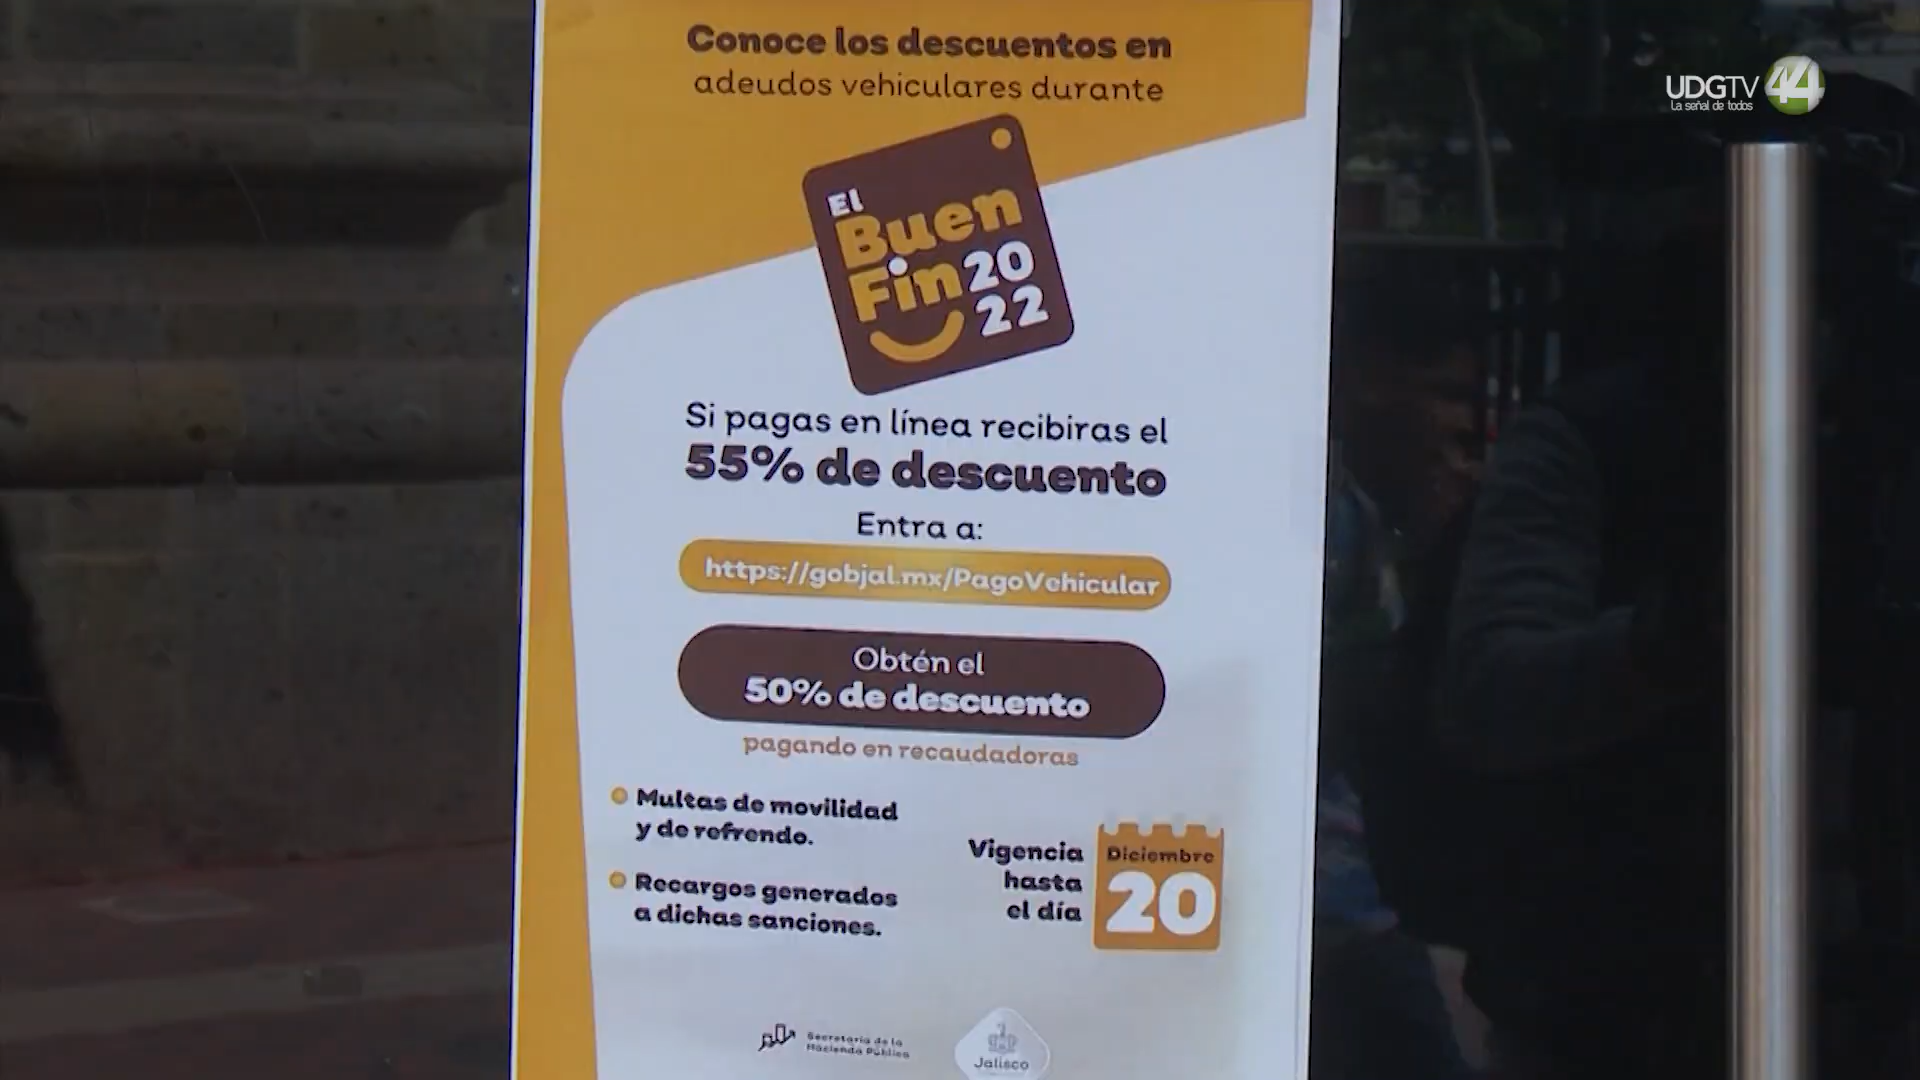 Conoce los descuentos en
adeudos vehiculares durante
UDGTV 44
La señal de todos
El
Buen
Fin 20
22
Si pagas en línea recibiras el
55% de descuento
Entra a:
https://gobjal.mx/PagoVehicular
Obtén el
50% de descuento
pagando en recaudadoras
Multas de movilidad
y de refrendo.
Recargos generados
a dichas sanciones.
Vigencia
hasta
el día
Diciembre
20
Secretaría de la
Hacienda Pública
Jalisco